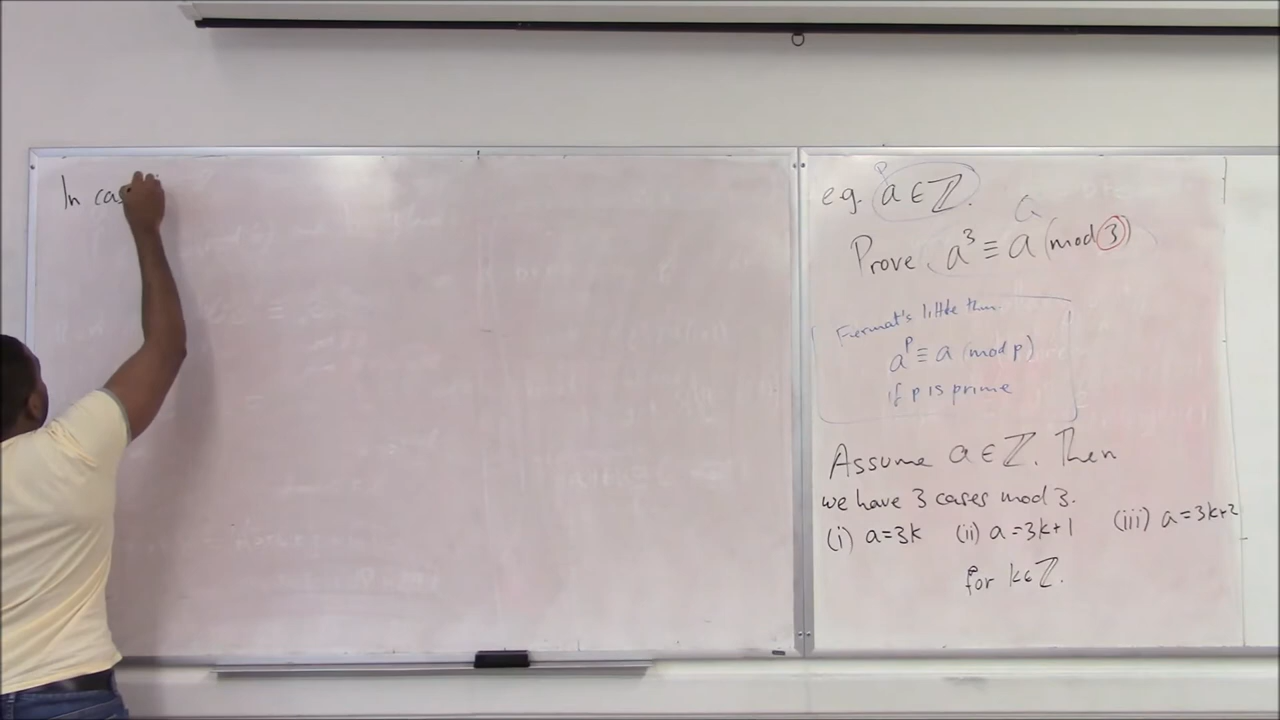 In cas
e.g. a ∈ ℤ.
p
a
Prove, a³ ≡ a (mod 3)
Fermat's little thm.
aᵖ ≡ a (mod p)
if p is prime
Assume a ∈ ℤ. Then
we have 3 cases mod 3.
(i) a=3k (ii) a=3k+1 (iii) a=3k+2
for k∈ℤ.